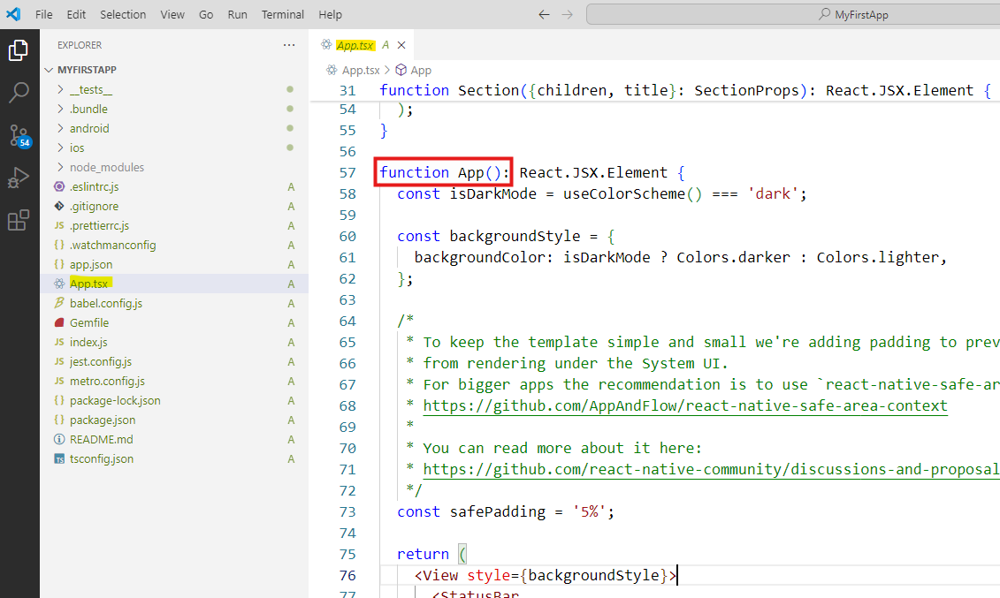 File Edit Selection View Go Run Terminal Help
MyFirstApp
EXPLORER
MYFIRSTAPP
__tests__
.bundle
android
ios
node_modules
.eslintrc.js A
.gitignore A
JS .prettierrc.js A
{} .watchmanconfig A
{} app.json A
App.tsx A
babel.config.js A
Gemfile A
JS index.js A
JS jest.config.js A
JS metro.config.js A
{} package-lock.json A
{} package.json A
README.md A
TS tsconfig.json A
54
App.tsx A
App.tsx > App
31 function Section({children, title}: SectionProps): React.JSX.Element {
54 );
55 }
56
57 function App(): React.JSX.Element {
58 const isDarkMode = useColorScheme() === 'dark';
59
60 const backgroundStyle = {
61 backgroundColor: isDarkMode ? Colors.darker : Colors.lighter,
62 };
63
64 /*
65 * To keep the template simple and small we're adding padding to prev
66 * from rendering under the System UI.
67 * For bigger apps the recommendation is to use `react-native-safe-ar
68 * https://github.com/AppAndFlow/react-native-safe-area-context
69 *
70 * You can read more about it here:
71 * https://github.com/react-native-community/discussions-and-proposal
72 */
73 const safePadding = '5%';
74
75 return (
76 <View style={backgroundStyle}>
77 <StatusBar